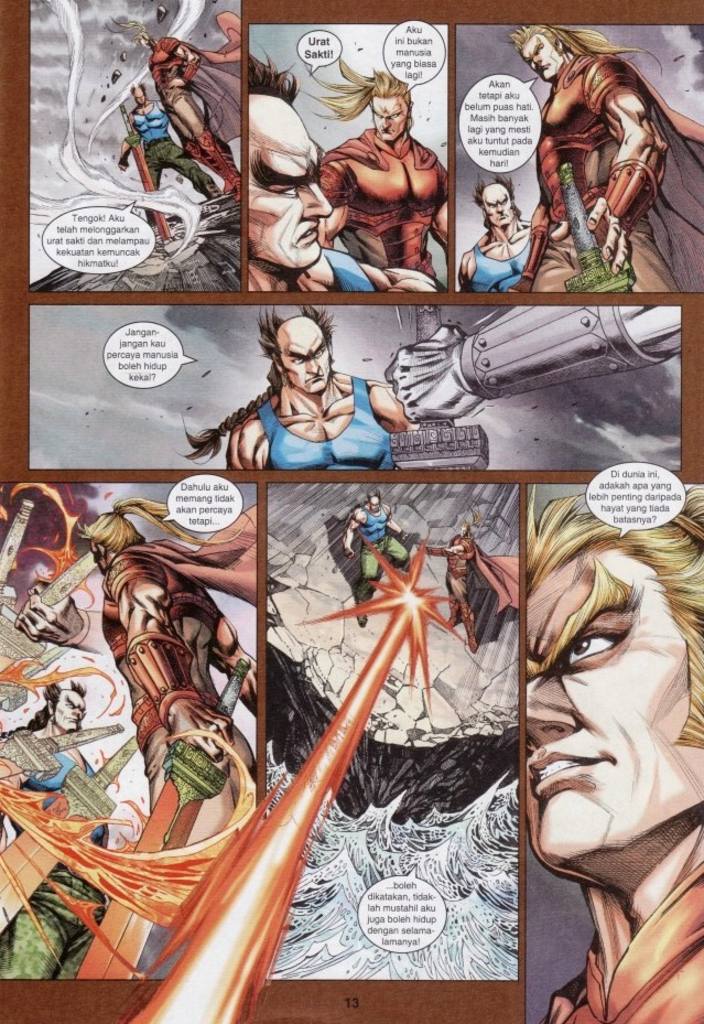 Tengok! Aku
telah melonggarkan
urat sakti dan melampau
kekuatan kemuncak
hikmatku!
Urat
Sakti!
Aku
ini bukan
manusia
yang biasa
lagi!
Akan
tetapi aku
belum puas hati.
Masih banyak
lagi yang mesti
aku tuntut pada
kemudian
hari!
Jangan-
jangan kau
percaya manusia
boleh hidup
kekal?
Dahulu aku
memang tidak
percaya
tetapi...
...boleh
dikatakan, tidak-
lah mustahil aku
juga boleh hidup
dengan selama-
lamanya!
Di dunia ini,
adakah apa yang
lebih penting daripada
hayat yang tiada
batasnya?
13